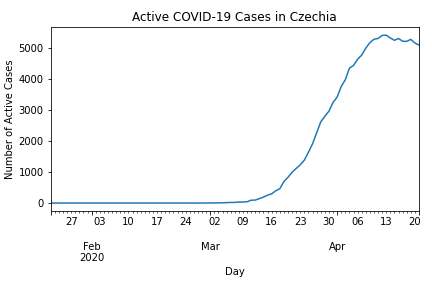 Active COVID-19 Cases in Czechia
Number of Active Cases
5000
4000
3000
2000
1000
0
27 03 10 17 24 02 09 16 23 30 06 13 20
Feb Mar Apr
2020
Day